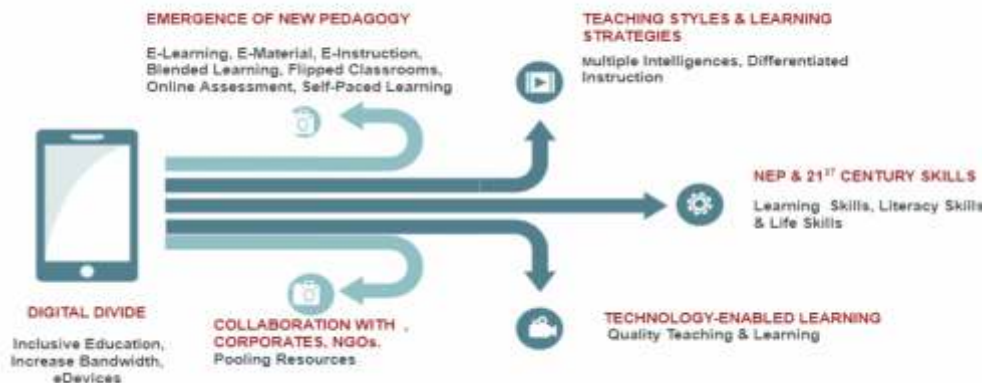 EMERGENCE OF NEW PEDAGOGY
E-Learning, E-Material, E-Instruction,
Blended Learning, Flipped Classrooms,
Online Assessment, Self-Paced Learning
TEACHING STYLES & LEARNING
STRATEGIES
Multiple Intelligences, Differentiated
Instruction
NEP & 21ST CENTURY SKILLS
Learning Skills, Literacy Skills
& Life Skills
DIGITAL DIVIDE
Inclusive Education,
Increase Bandwidth,
eDevices
COLLABORATION WITH ,
CORPORATES, NGOs.
Pooling Resources
TECHNOLOGY-ENABLED LEARNING
Quality Teaching & Learning